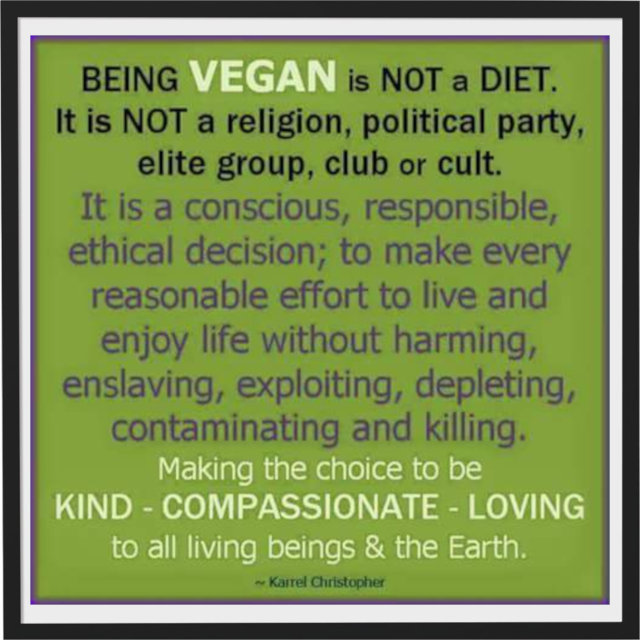 BEING VEGAN is NOT a DIET.
It is NOT a religion, political party,
elite group, club or cult.
It is a conscious, responsible,
ethical decision; to make every
reasonable effort to live and
enjoy life without harming,
enslaving, exploiting, depleting,
contaminating and killing.
Making the choice to be
KIND - COMPASSIONATE - LOVING
to all living beings & the Earth.
~ Karrel Christopher